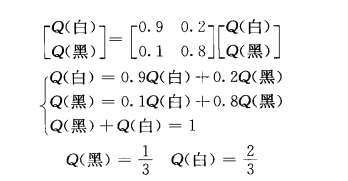 [Q(白) Q(黑)] = [0.9 0.2 0.1 0.8] [Q(白) Q(黑)]
Q(白) = 0.9Q(白) + 0.2Q(黑)
Q(黑) = 0.1Q(白) + 0.8Q(黑)
Q(黑) + Q(白) = 1
Q(黑) = 1/3 Q(白) = 2/3